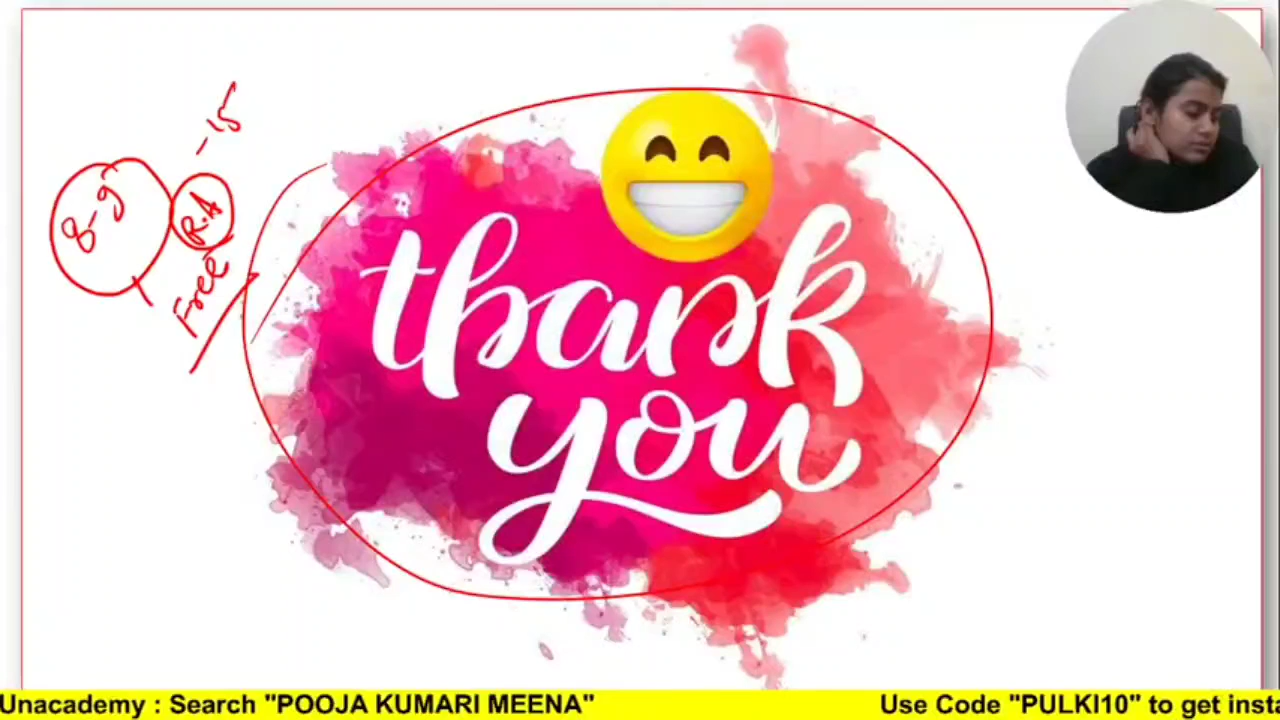 -15
8-9
R.A
Free
thank
you
Unacademy : Search "POOJA KUMARI MEENA"
Use Code "PULKI10" to get insta